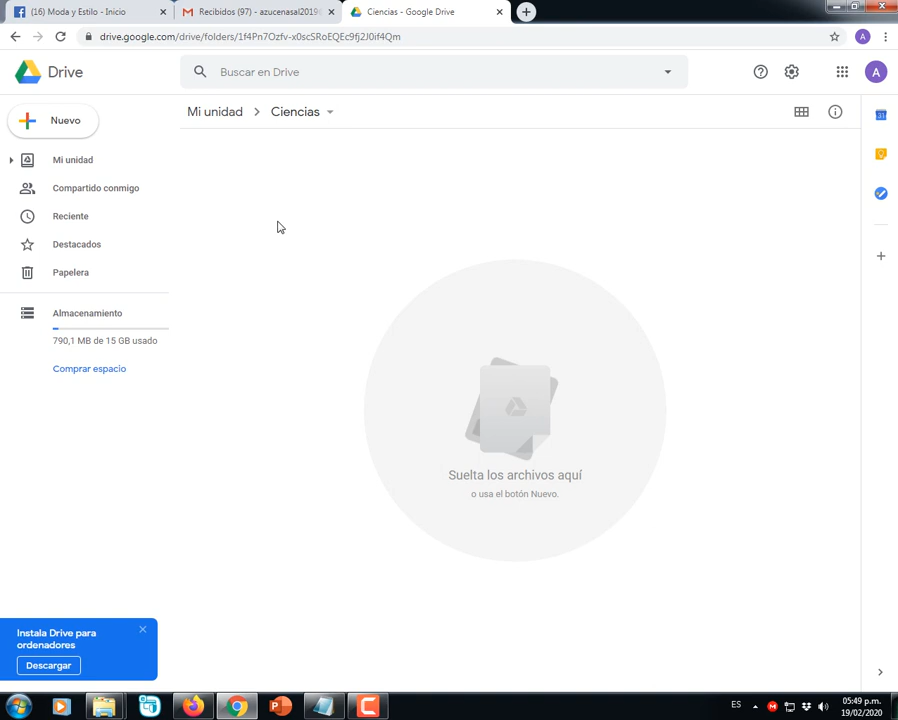 (16) Moda y Estilo - Inicio
Recibidos (97) - azucenasal2019@
Ciencias - Google Drive
drive.google.com/drive/folders/1f4Pn7Ozfv-x0scSRoEQEc9fj2J0if4Qm
A
Drive
Buscar en Drive
A
Nuevo
Mi unidad > Ciencias
31
Mi unidad
Compartido conmigo
Reciente
Destacados
Papelera
Almacenamiento
790,1 MB de 15 GB usado
Comprar espacio
Suelta los archivos aquí
o usa el botón Nuevo.
Instala Drive para
ordenadores
Descargar
ES
05:49 p.m.
19/02/2020